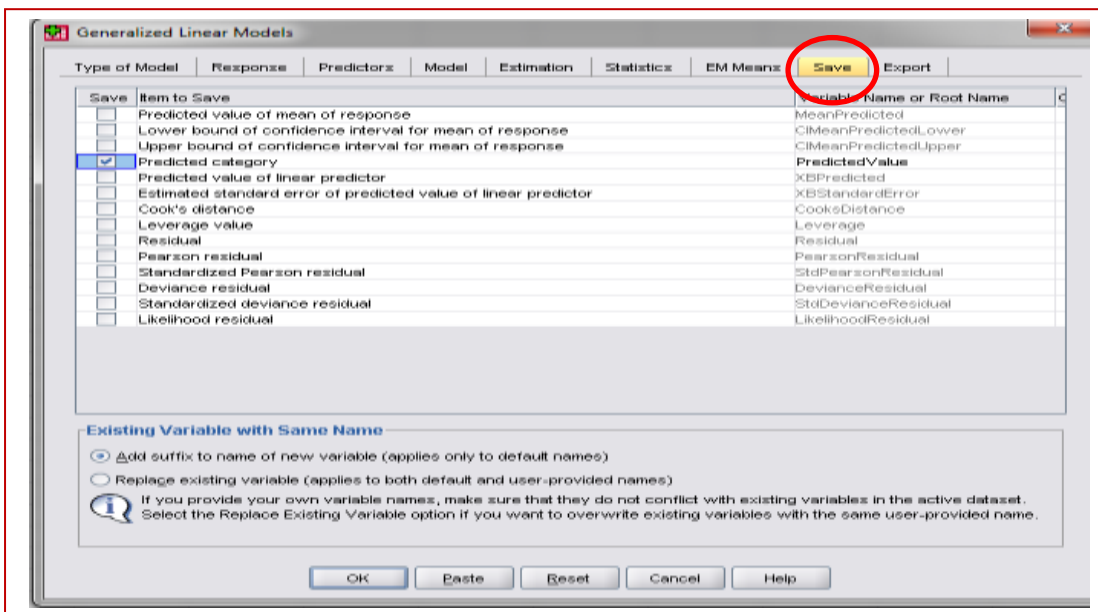 Generalized Linear Models
Type of Model Response Predictors Model Estimation Statistics EM Means Save Export
Save Item to Save Variable Name or Root Name C
Predicted value of mean of response MeanPredicted
Lower bound of confidence interval for mean of response CIMeanPredictedLower
Upper bound of confidence interval for mean of response CIMeanPredictedUpper
Predicted category PredictedValue
Predicted value of linear predictor XBPredicted
Estimated standard error of predicted value of linear predictor XBStandardError
Cook's distance CooksDistance
Leverage value Leverage
Residual Residual
Pearson residual PearsonResidual
Standardized Pearson residual StdPearsonResidual
Deviance residual DevianceResidual
Standardized deviance residual StdDevianceResidual
Likelihood residual LikelihoodResidual
Existing Variable with Same Name
Add suffix to name of new variable (applies only to default names)
Replace existing variable (applies to both default and user-provided names)
If you provide your own variable names, make sure that they do not conflict with existing variables in the active dataset.
Select the Replace Existing Variable option if you want to overwrite existing variables with the same user-provided name.
OK Paste Reset Cancel Help